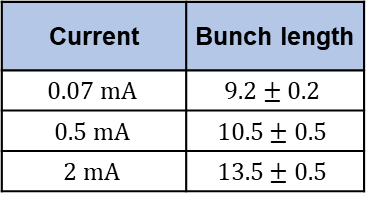 Current Bunch length
0.07 mA 9.2 ± 0.2
0.5 mA 10.5 ± 0.5
2 mA 13.5 ± 0.5